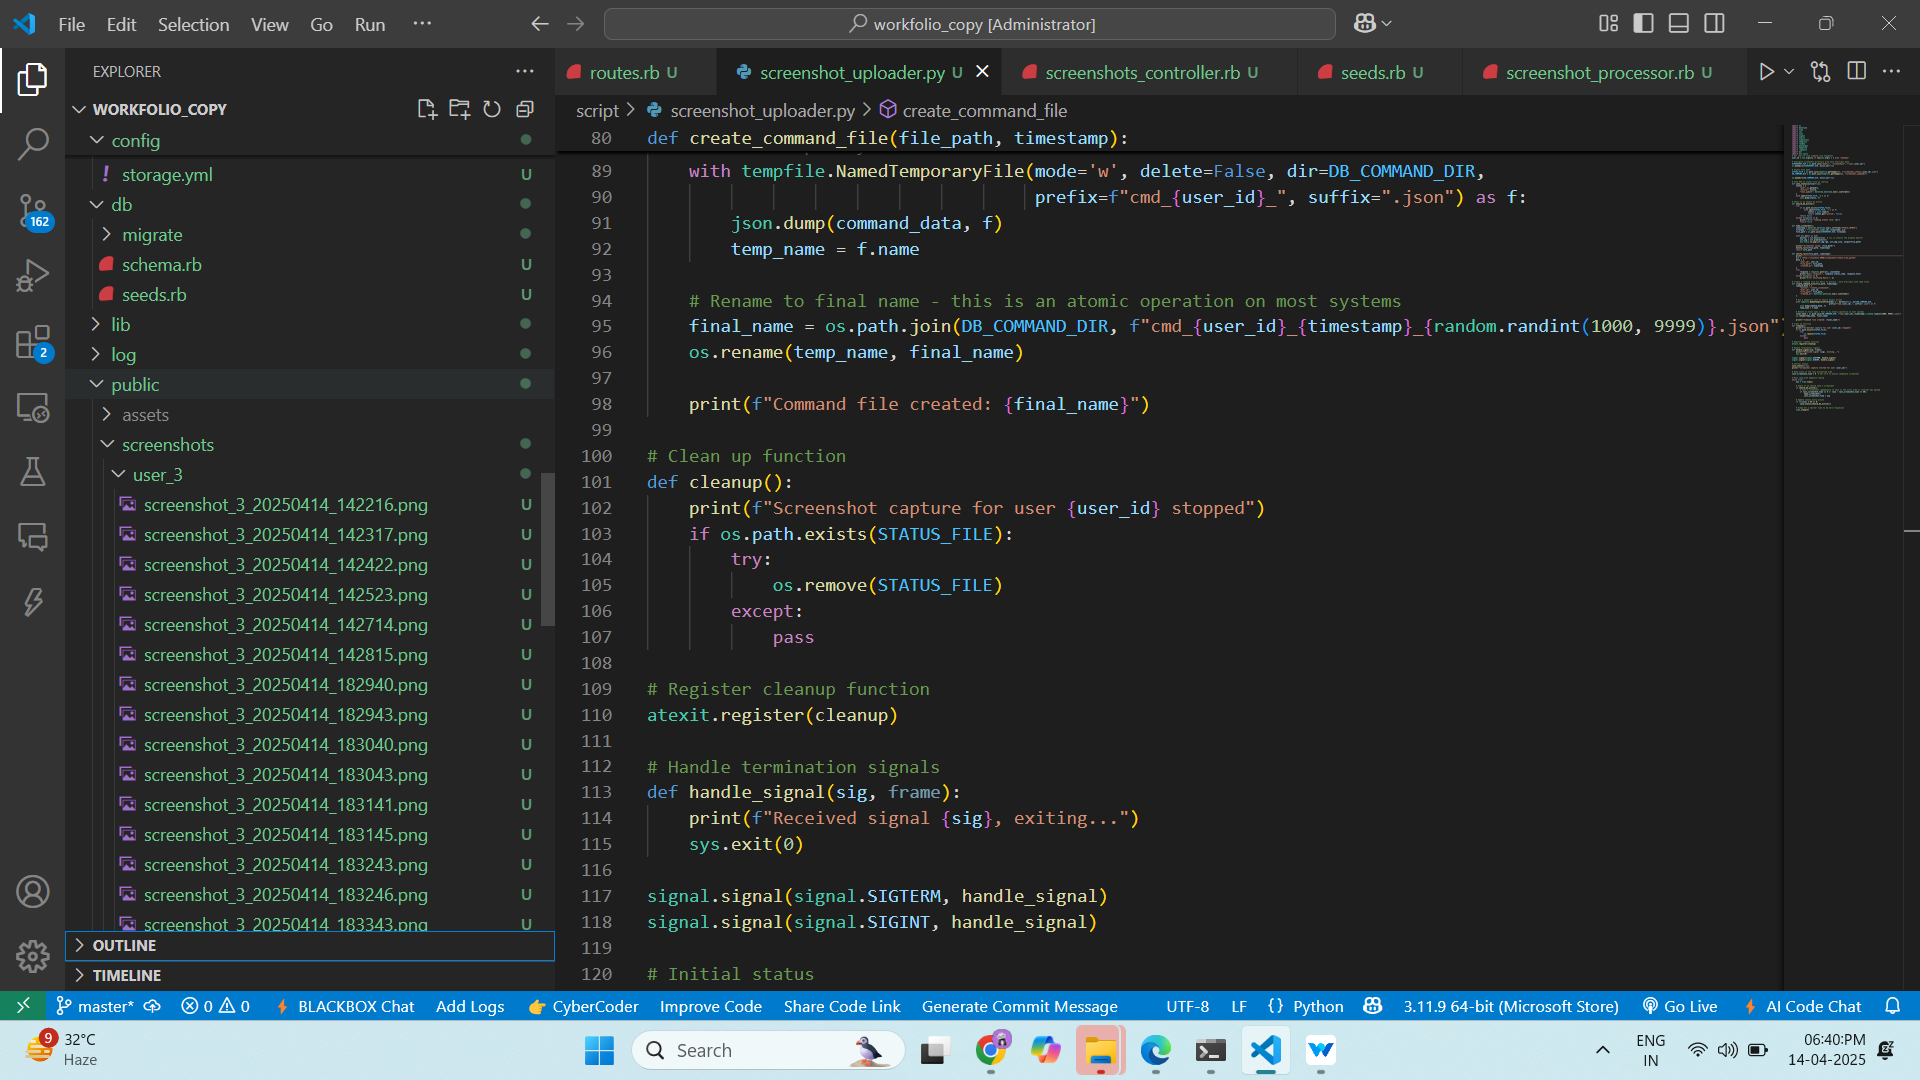 File Edit Selection View Go Run ...
workfolio_copy [Administrator]
EXPLORER
WORKFOLIO_COPY
config
storage.yml U
db
migrate
schema.rb U
seeds.rb U
lib
log
public
assets
screenshots
user_3
screenshot_3_20250414_142216.png U
screenshot_3_20250414_142317.png U
screenshot_3_20250414_142422.png U
screenshot_3_20250414_142523.png U
screenshot_3_20250414_142714.png U
screenshot_3_20250414_142815.png U
screenshot_3_20250414_182940.png U
screenshot_3_20250414_182943.png U
screenshot_3_20250414_183040.png U
screenshot_3_20250414_183043.png U
screenshot_3_20250414_183141.png U
screenshot_3_20250414_183145.png U
screenshot_3_20250414_183243.png U
screenshot_3_20250414_183246.png U
screenshot_3_20250414_183343.png U
OUTLINE
TIMELINE
162
2
routes.rb U screenshot_uploader.py U screenshots_controller.rb U seeds.rb U screenshot_processor.rb U
script > screenshot_uploader.py > create_command_file
80 def create_command_file(file_path, timestamp):
89 with tempfile.NamedTemporaryFile(mode='w', delete=False, dir=DB_COMMAND_DIR,
90 prefix=f"cmd_{user_id}_", suffix=".json") as f:
91 json.dump(command_data, f)
92 temp_name = f.name
93
94 # Rename to final name - this is an atomic operation on most systems
95 final_name = os.path.join(DB_COMMAND_DIR, f"cmd_{user_id}_{timestamp}_{random.randint(1000, 9999)}.json"
96 os.rename(temp_name, final_name)
97
98 print(f"Command file created: {final_name}")
99
100 # Clean up function
101 def cleanup():
102 print(f"Screenshot capture for user {user_id} stopped")
103 if os.path.exists(STATUS_FILE):
104 try:
105 os.remove(STATUS_FILE)
106 except:
107 pass
108
109 # Register cleanup function
110 atexit.register(cleanup)
111
112 # Handle termination signals
113 def handle_signal(sig, frame):
114 print(f"Received signal {sig}, exiting...")
115 sys.exit(0)
116
117 signal.signal(signal.SIGTERM, handle_signal)
118 signal.signal(signal.SIGINT, handle_signal)
119
120 # Initial status
master* 0 0 BLACKBOX Chat Add Logs CyberCoder Improve Code Share Code Link Generate Commit Message UTF-8 LF {} Python 3.11.9 64-bit (Microsoft Store) Go Live AI Code Chat
9 32°C
Haze
Search
ENG
IN
06:40:PM
14-04-2025